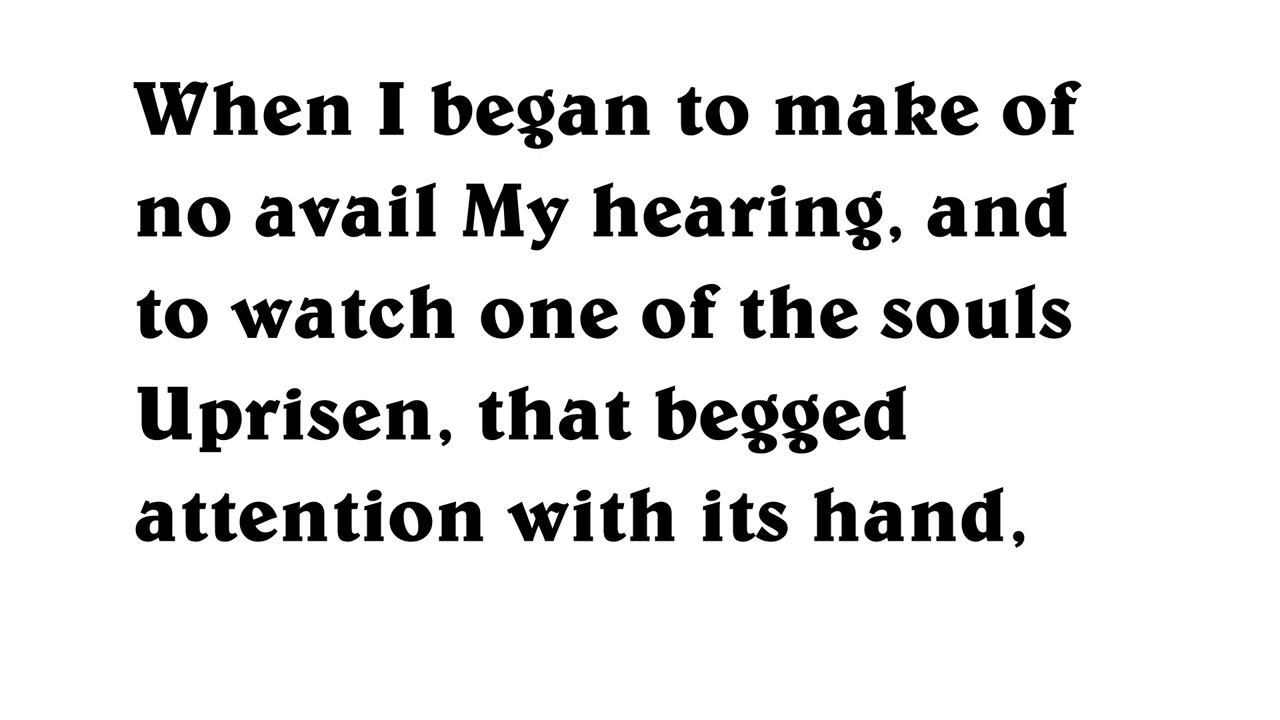 When I began to make of
no avail My hearing, and
to watch one of the souls
Uprisen, that begged
attention with its hand,